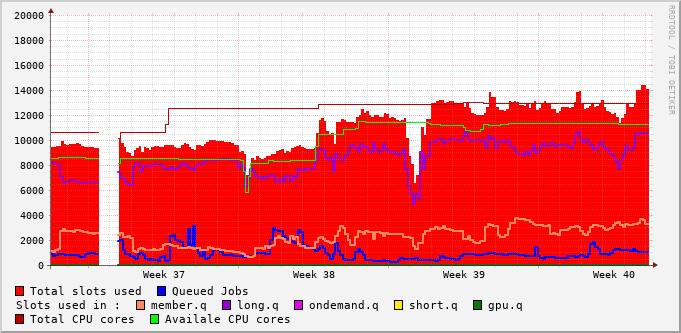 20000
18000
16000
14000
12000
10000
8000
6000
4000
2000
0
Week 37 Week 38 Week 39 Week 40
Total slots used Queued Jobs
Slots used in : member.q long.q ondemand.q short.q gpu.q
Total CPU cores Availale CPU cores
RRDTOOL / TOBI OETIKER